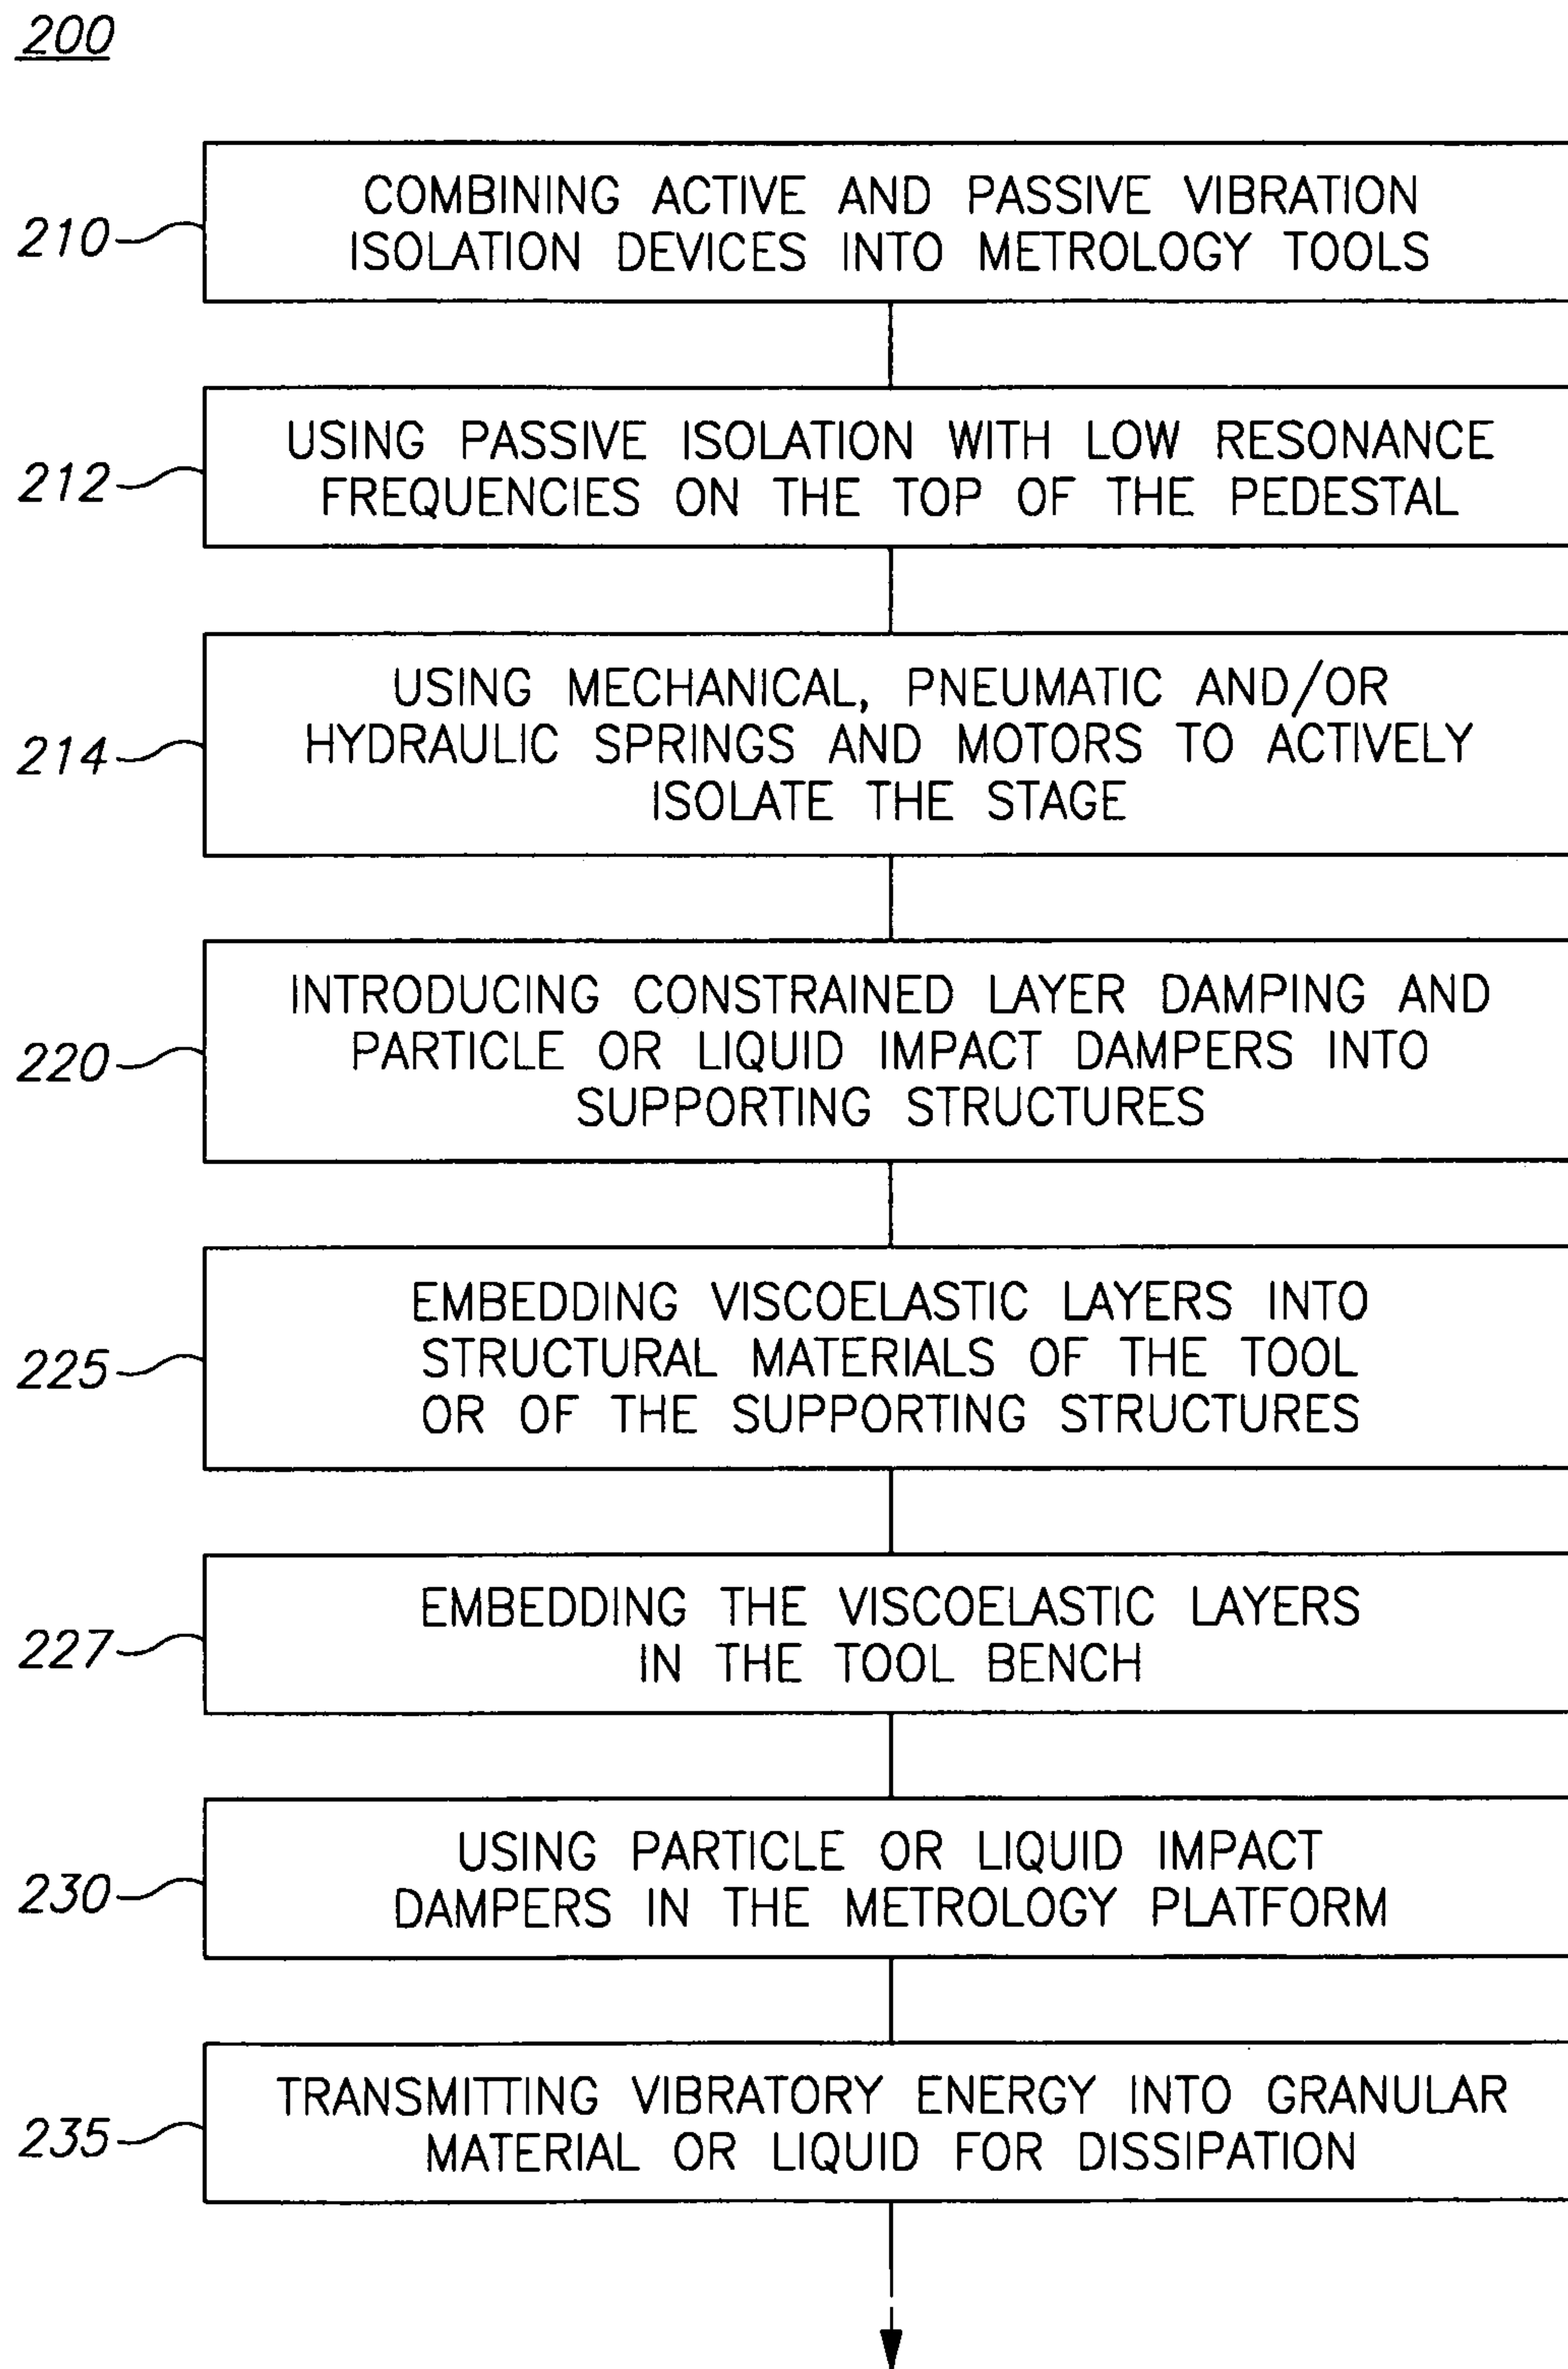 200
210
COMBINING ACTIVE AND PASSIVE VIBRATION
ISOLATION DEVICES INTO METROLOGY TOOLS
212
USING PASSIVE ISOLATION WITH LOW RESONANCE
FREQUENCIES ON THE TOP OF THE PEDESTAL
214
USING MECHANICAL, PNEUMATIC AND/OR
HYDRAULIC SPRINGS AND MOTORS TO ACTIVELY
ISOLATE THE STAGE
220
INTRODUCING CONSTRAINED LAYER DAMPING AND
PARTICLE OR LIQUID IMPACT DAMPERS INTO
SUPPORTING STRUCTURES
225
EMBEDDING VISCOELASTIC LAYERS INTO
STRUCTURAL MATERIALS OF THE TOOL
OR OF THE SUPPORTING STRUCTURES
227
EMBEDDING THE VISCOELASTIC LAYERS
IN THE TOOL BENCH
230
USING PARTICLE OR LIQUID IMPACT
DAMPERS IN THE METROLOGY PLATFORM
235
TRANSMITTING VIBRATORY ENERGY INTO GRANULAR
MATERIAL OR LIQUID FOR DISSIPATION